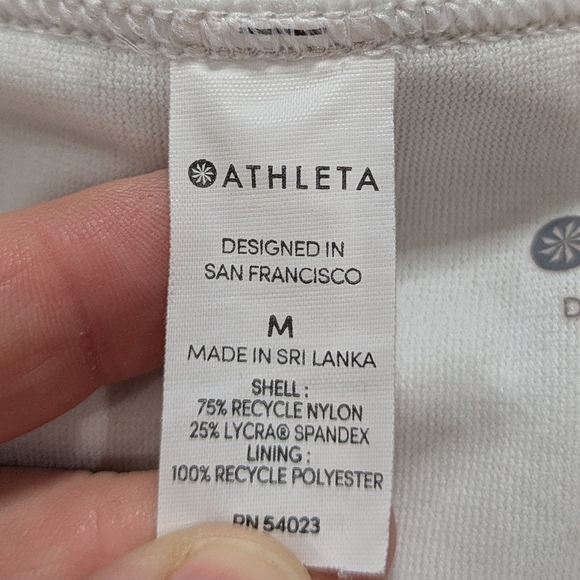 ATHLETA
DESIGNED IN
SAN FRANCISCO
M
MADE IN SRI LANKA
SHELL :
75% RECYCLE NYLON
25% LYCRA® SPANDEX
LINING :
100% RECYCLE POLYESTER
RN 54023
D